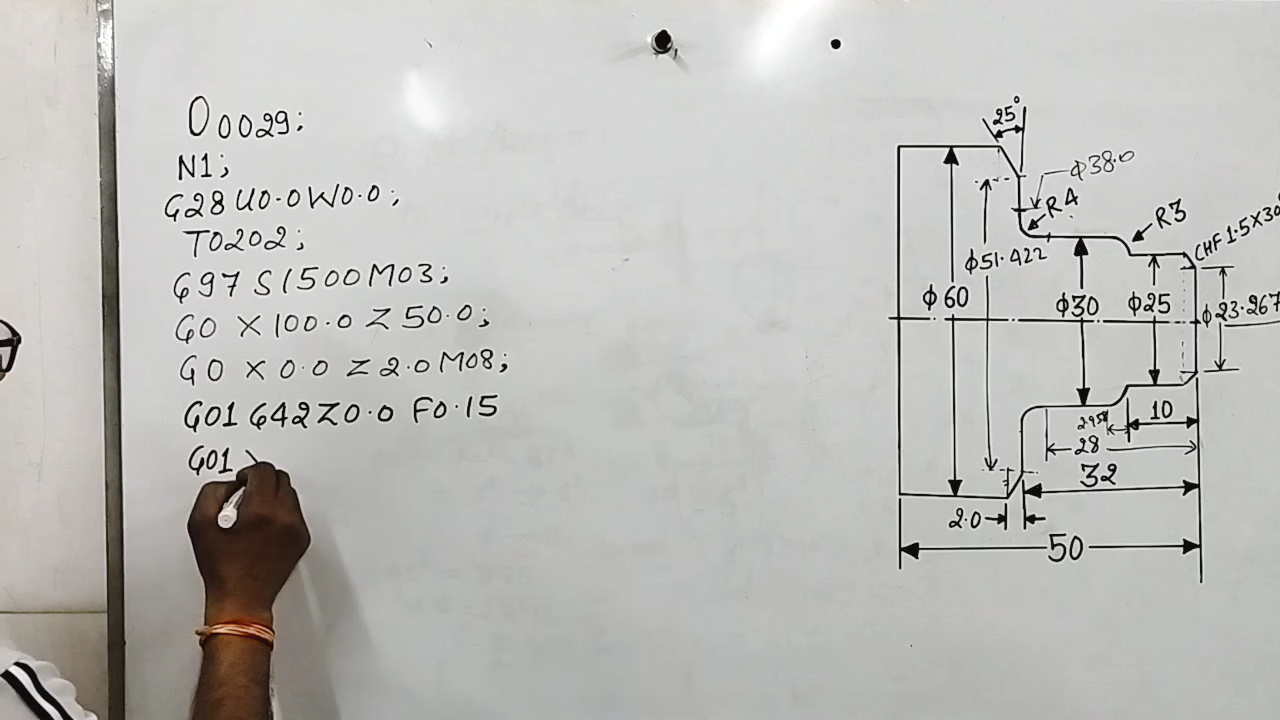 O0029;
N1;
G28 U0.0 W0.0;
T0202;
G97 S1500 M03;
G0 X100.0 Z50.0;
G0 X0.0 Z2.0 M08;
G01 G42 Z0.0 F0.15
G01
25°
ϕ38.0
R4
R3
CHF 1.5X30°
ϕ51.422
ϕ60
ϕ30
ϕ25
ϕ23.267
10
28
32
2.0
50